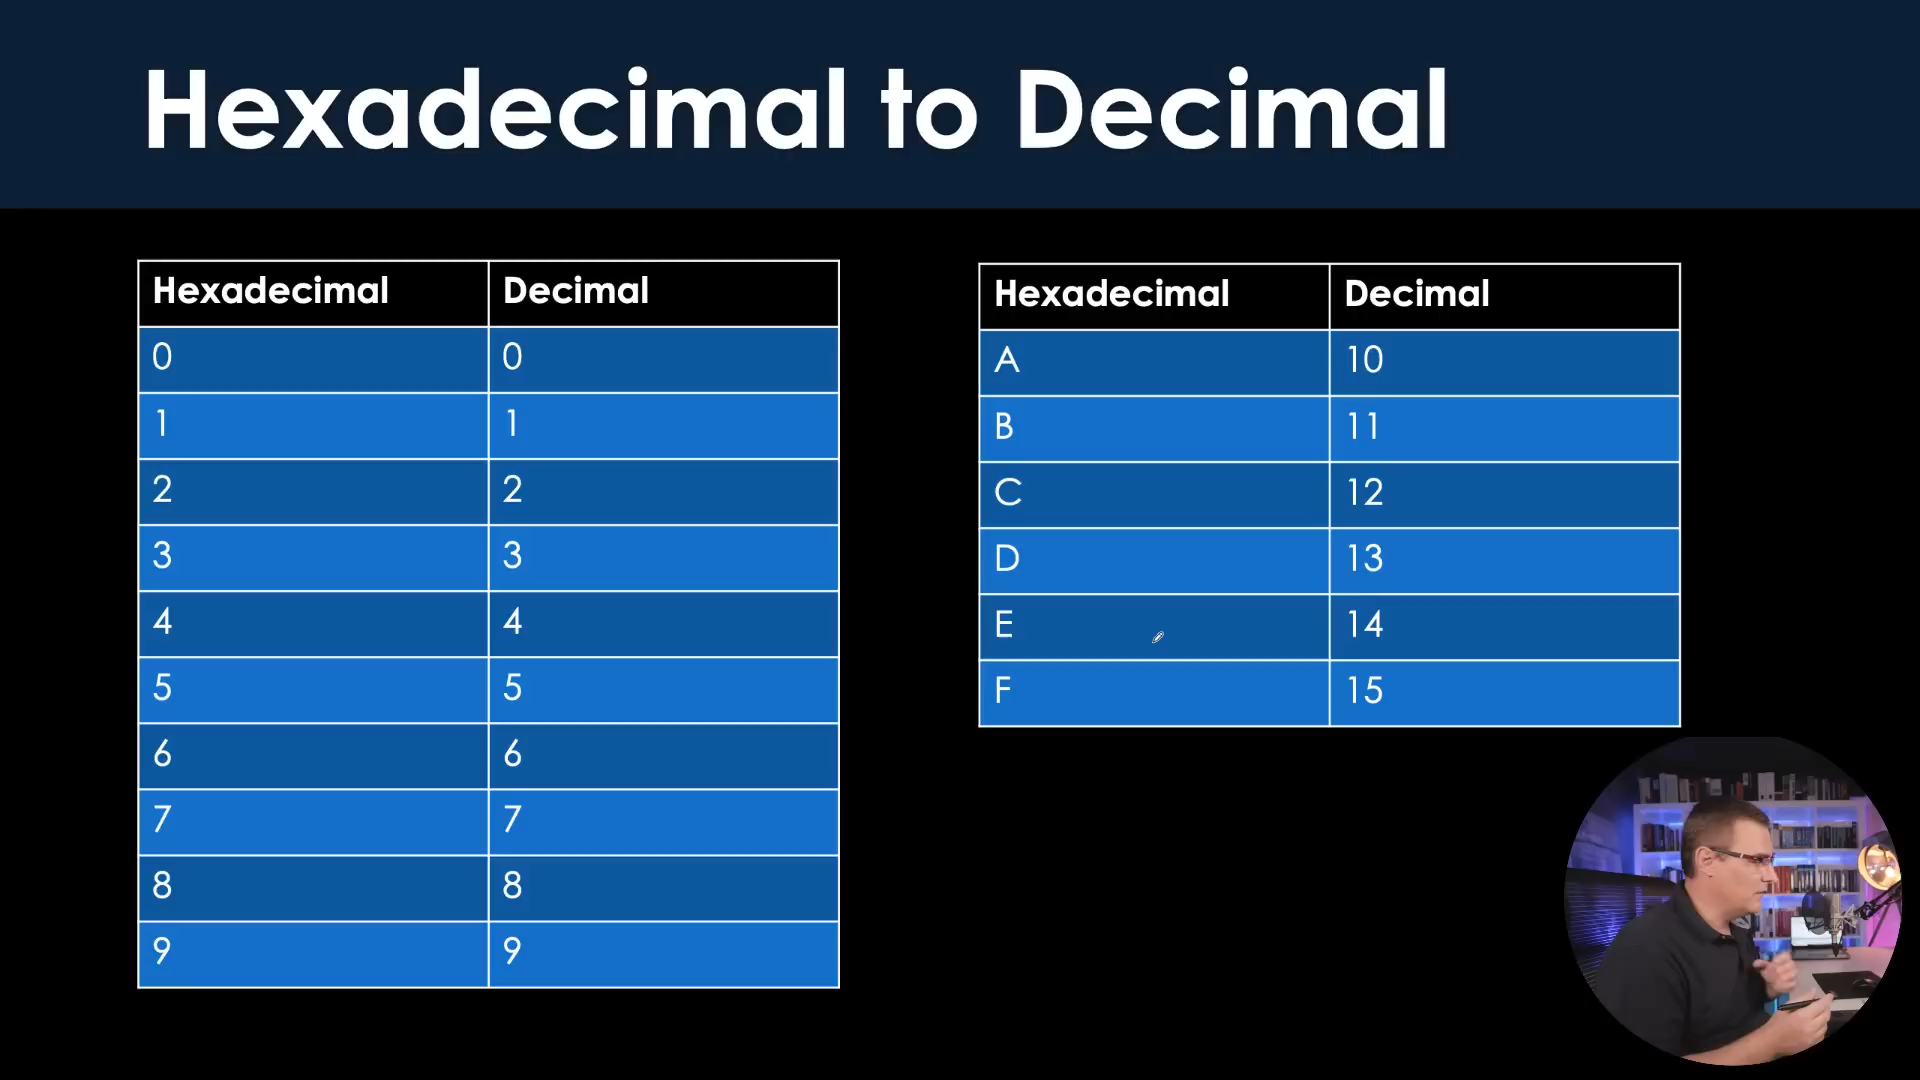 Hexadecimal to Decimal
Hexadecimal Decimal
0 0
1 1
2 2
3 3
4 4
5 5
6 6
7 7
8 8
9 9
Hexadecimal Decimal
A 10
B 11
C 12
D 13
E 14
F 15